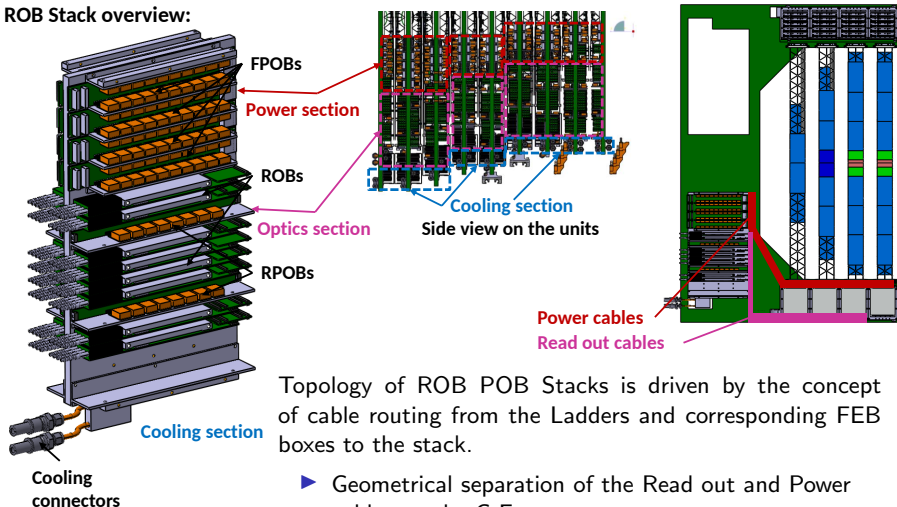 ROB Stack overview:
FPOBs
Power section
ROBs
Optics section
RPOBs
Cooling section
Side view on the units
Power cables
Read out cables
Cooling section
Cooling
connectors
Topology of ROB POB Stacks is driven by the concept
of cable routing from the Ladders and corresponding FEB
boxes to the stack.
▶ Geometrical separation of the Read out and Power